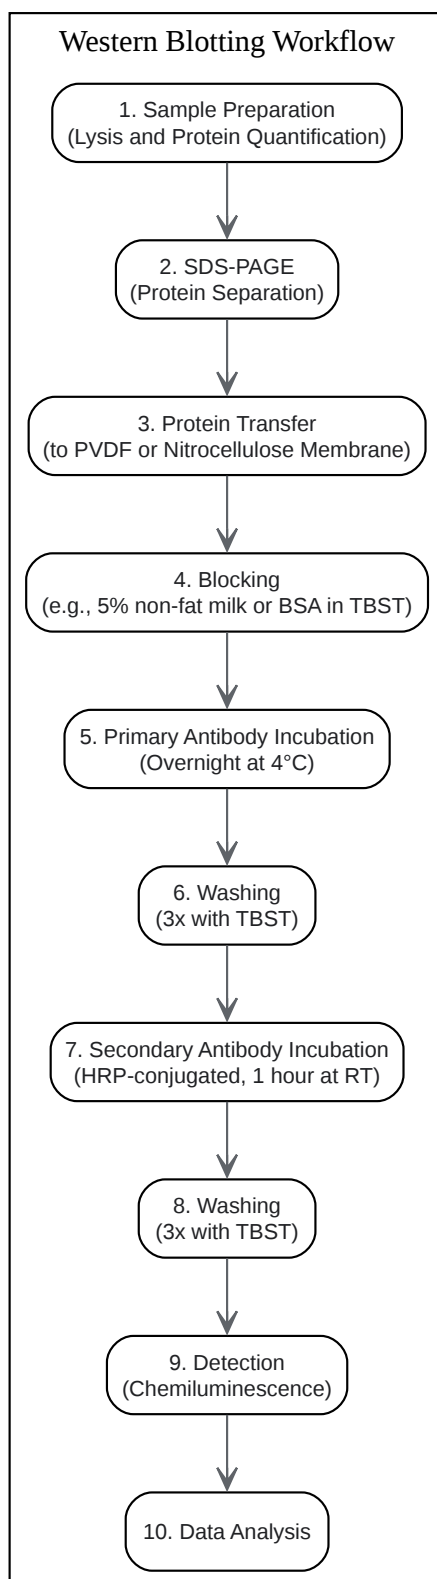 Western Blotting Workflow
1. Sample Preparation
(Lysis and Protein Quantification)
2. SDS-PAGE
(Protein Separation)
3. Protein Transfer
(to PVDF or Nitrocellulose Membrane)
4. Blocking
(e.g., 5% non-fat milk or BSA in TBST)
5. Primary Antibody Incubation
(Overnight at 4°C)
6. Washing
(3x with TBST)
7. Secondary Antibody Incubation
(HRP-conjugated, 1 hour at RT)
8. Washing
(3x with TBST)
9. Detection
(Chemiluminescence)
10. Data Analysis